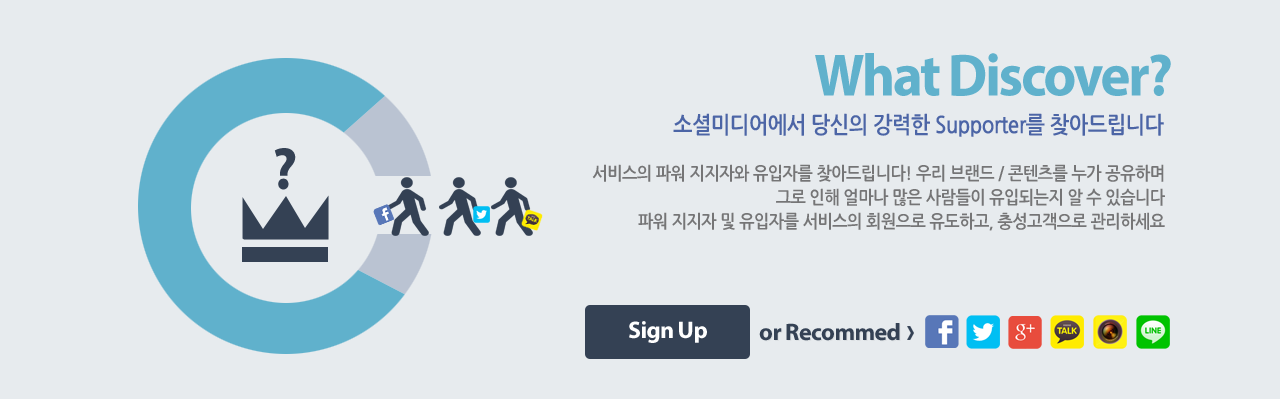 What Discover?
소셜미디어에서 당신의 강력한 Supporter를 찾아드립니다
서비스의 파워 지지자와 유입자를 찾아드립니다! 우리 브랜드 / 콘텐츠를 누가 공유하며
그로 인해 얼마나 많은 사람들이 유입되는지 알 수 있습니다
파워 지지자 및 유입자를 서비스의 회원으로 유도하고, 충성고객으로 관리하세요
?
f
TALK
Sign Up
or Recommed ›
f
g+
TALK
LINE